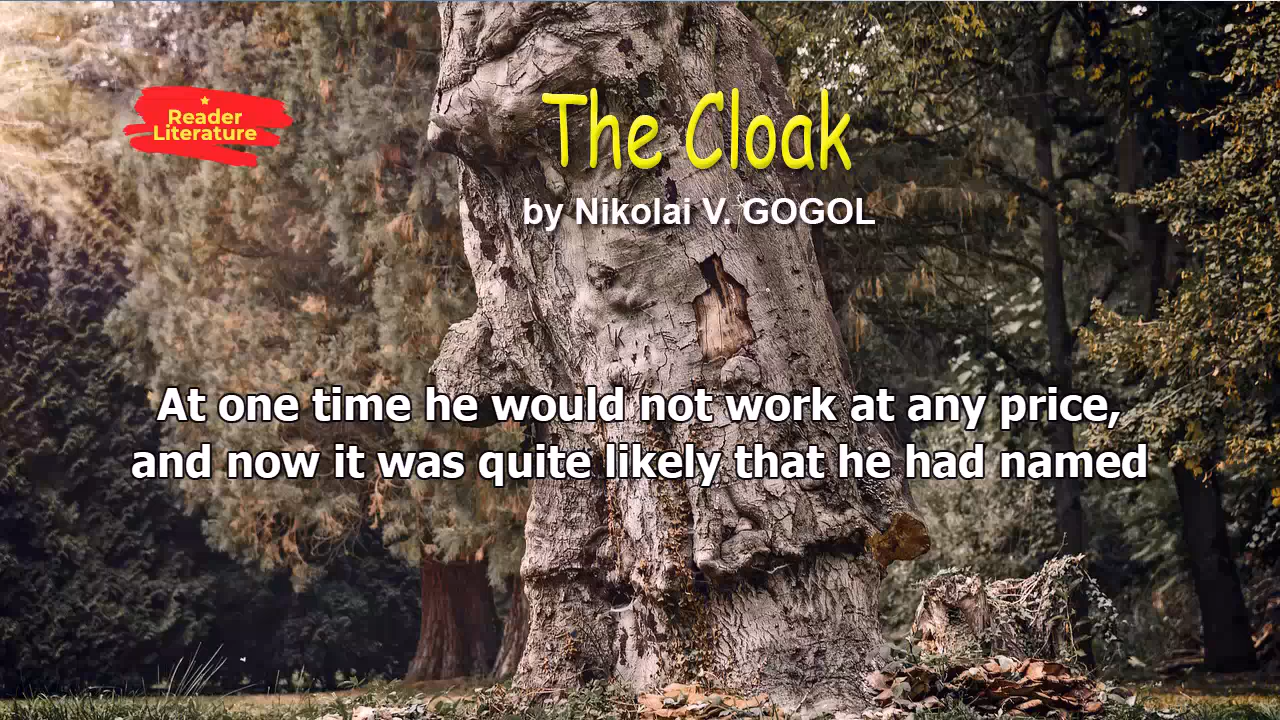 Reader
Literature
The Cloak
by Nikolai V. GOGOL
At one time he would not work at any price,
and now it was quite likely that he had named